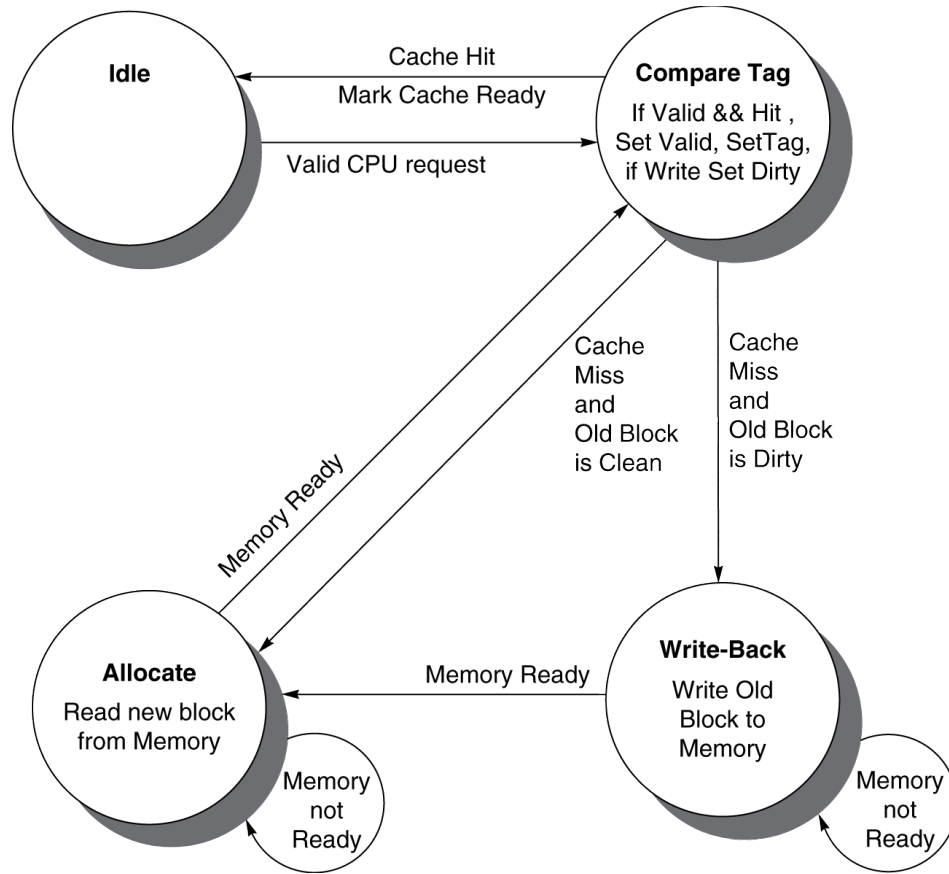 Idle
Cache Hit
Mark Cache Ready
Valid CPU request
Compare Tag
If Valid && Hit ,
Set Valid, SetTag,
if Write Set Dirty
Cache
Miss
and
Old Block
is Clean
Cache
Miss
and
Old Block
is Dirty
Memory Ready
Allocate
Read new block
from Memory
Memory
not
Ready
Memory Ready
Write-Back
Write Old
Block to
Memory
Memory
not
Ready